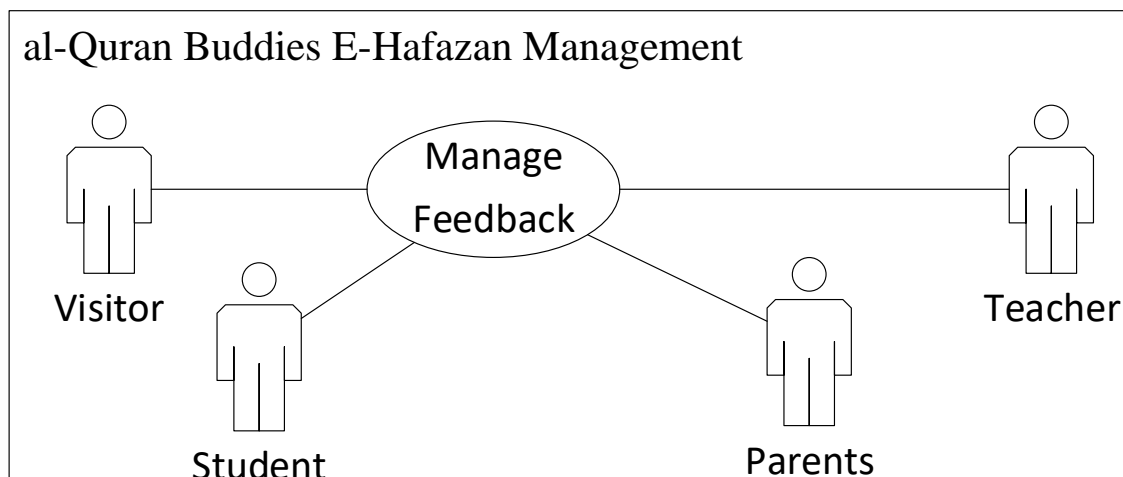 al-Quran Buddies E-Hafazan Management
Manage
Feedback
Visitor
Teacher
Student
Parents